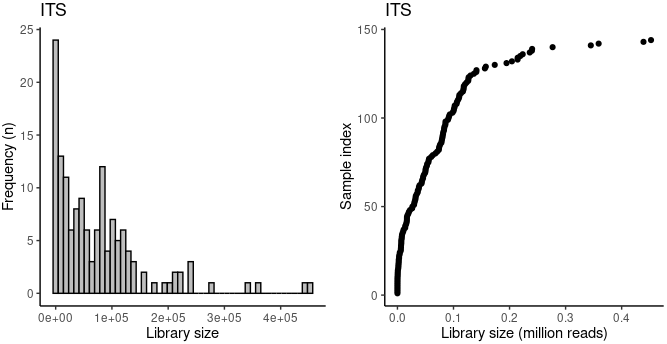 ITS
Frequency (n)
25
20
15
10
5
0
0e+00 1e+05 2e+05 3e+05 4e+05
Library size
ITS
Sample index
150
100
50
0
0.0 0.1 0.2 0.3 0.4
Library size (million reads)